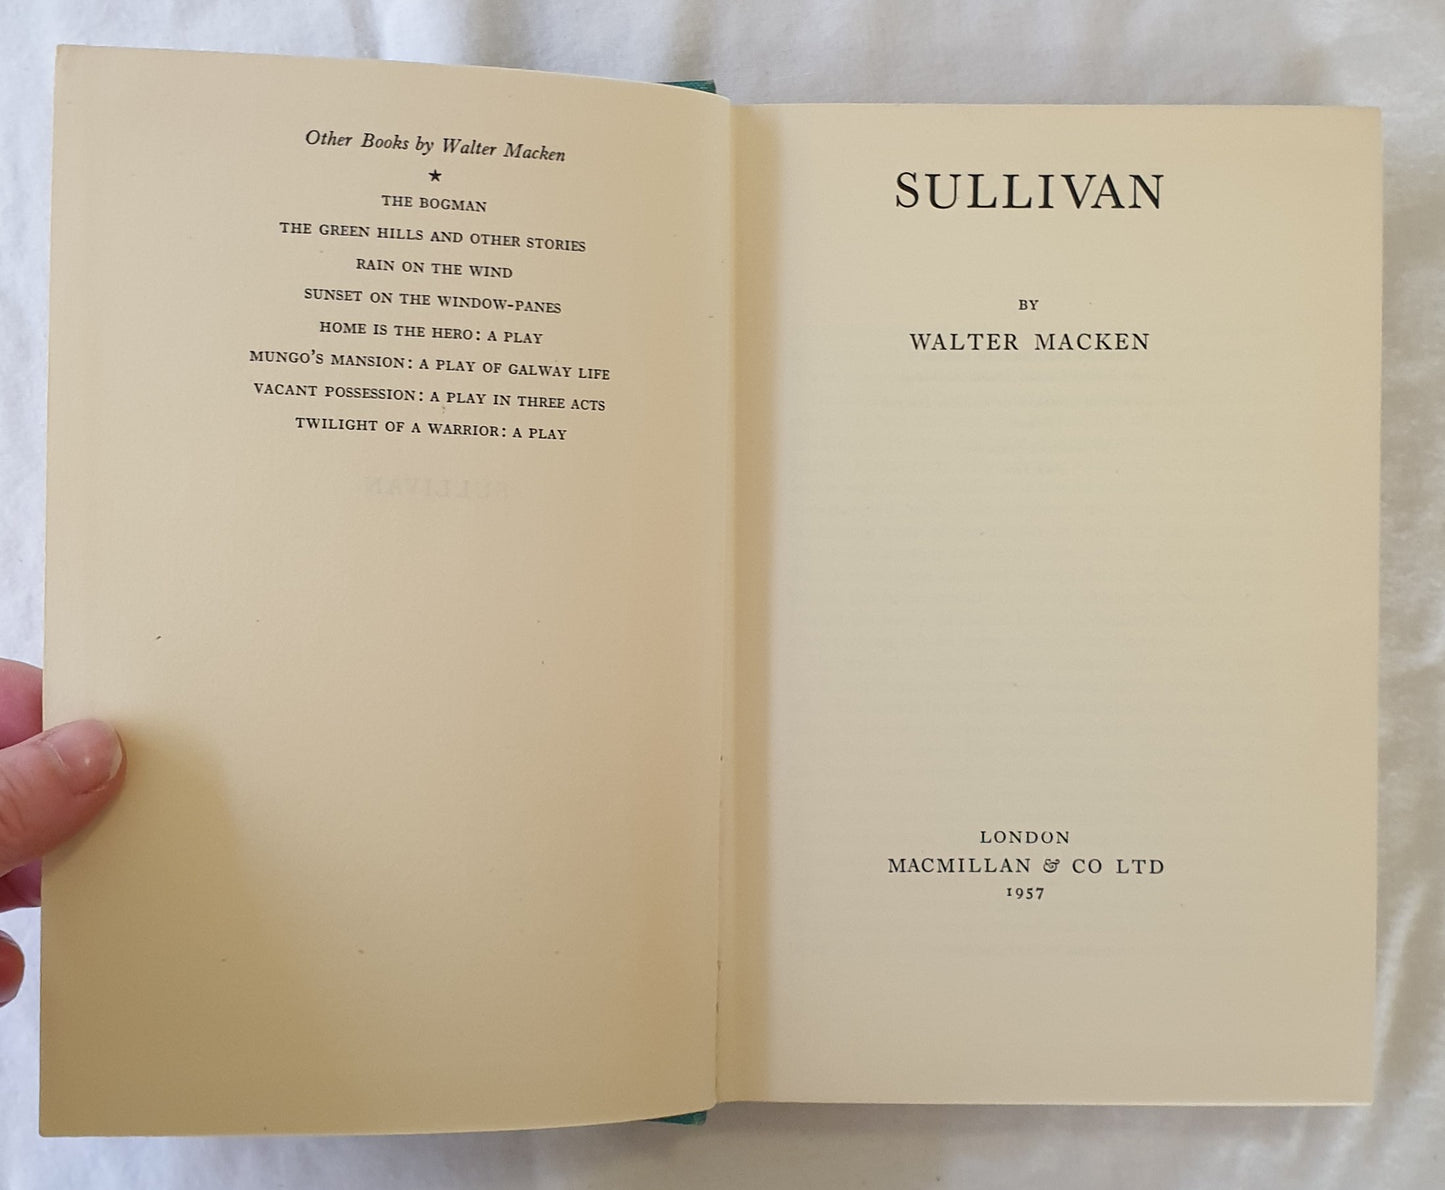 Other Books by Walter Macken
★
THE BOGMAN
THE GREEN HILLS AND OTHER STORIES
RAIN ON THE WIND
SUNSET ON THE WINDOW-PANES
HOME IS THE HERO: A PLAY
MUNGO'S MANSION: A PLAY OF GALWAY LIFE
VACANT POSSESSION: A PLAY IN THREE ACTS
TWILIGHT OF A WARRIOR: A PLAY
SULLIVAN
BY
WALTER MACKEN
LONDON
MACMILLAN & CO LTD
1957